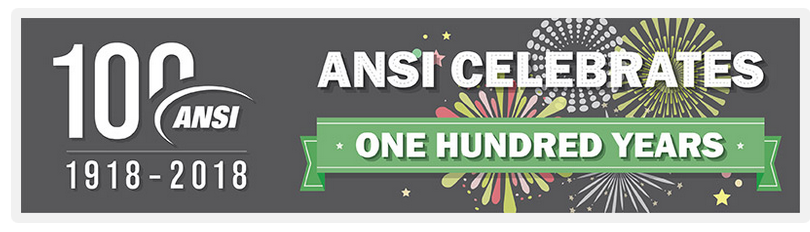 100
ANSI
1918-2018
ANSI CELEBRATES
ONE HUNDRED YEARS